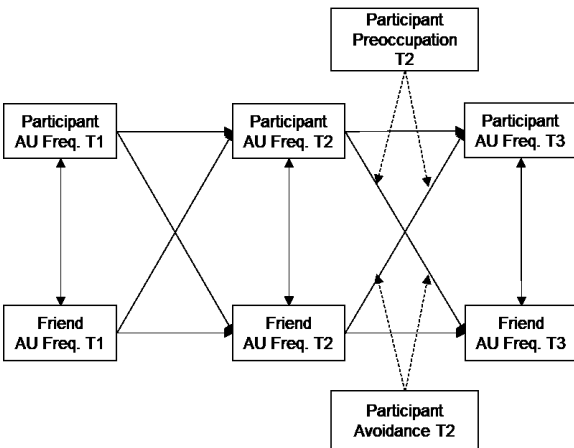 Participant
Preoccupation
T2
Participant
AU Freq. T1
Participant
AU Freq. T2
Participant
AU Freq. T3
Friend
AU Freq. T1
Friend
AU Freq. T2
Friend
AU Freq. T3
Participant
Avoidance T2